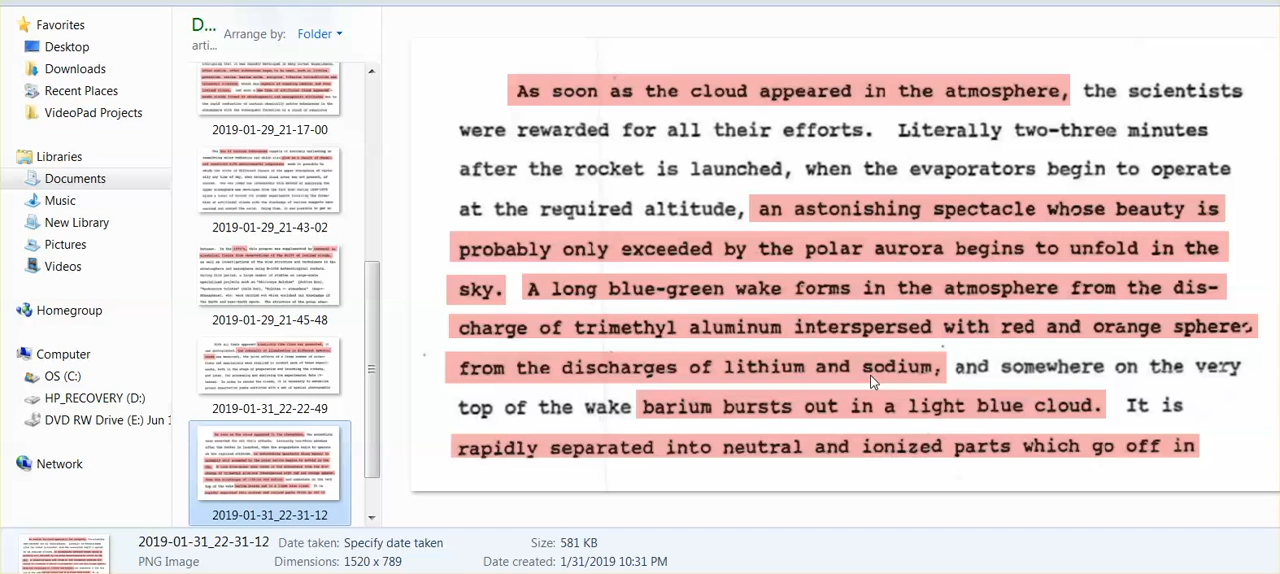 Favorites
Desktop
Downloads
Recent Places
VideoPad Projects
Libraries
Documents
Music
New Library
Pictures
Videos
Homegroup
Computer
OS (C:)
HP_RECOVERY (D:)
DVD RW Drive (E:) Jun 1
Network
D...
arti...
Arrange by: Folder
2019-01-29_21-17-00
2019-01-29_21-43-02
2019-01-29_21-45-48
2019-01-31_22-22-49
2019-01-31_22-31-12
As soon as the cloud appeared in the atmosphere, the scientists
were rewarded for all their efforts. Literally two-three minutes
after the rocket is launched, when the evaporators begin to operate
at the required altitude, an astonishing spectacle whose beauty is
probably only exceeded by the polar aurora begins to unfold in the
sky. A long blue-green wake forms in the atmosphere from the dis-
charge of trimethyl aluminum interspersed with red and orange spheres
from the discharges of lithium and sodium, and somewhere on the very
top of the wake barium bursts out in a light blue cloud. It is
rapidly separated into neutral and ionized parts which go off in
2019-01-31_22-31-12 Date taken: Specify date taken Size: 581 KB
PNG Image Dimensions: 1520 x 789 Date created: 1/31/2019 10:31 PM